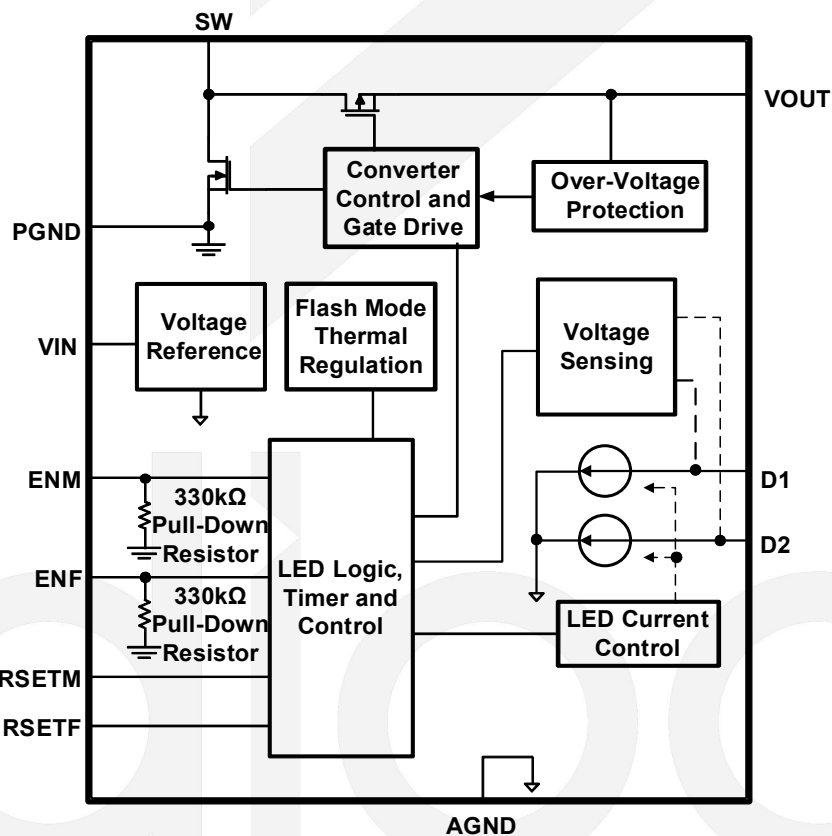 SW
VOUT
Converter
Control and
Gate Drive
Over-Voltage
Protection
PGND
VIN
Voltage
Reference
Flash Mode
Thermal
Regulation
Voltage
Sensing
ENM
330kΩ
Pull-Down
Resistor
D1
D2
ENF
330kΩ
Pull-Down
Resistor
LED Logic,
Timer and
Control
LED Current
Control
RSETM
RSETF
AGND